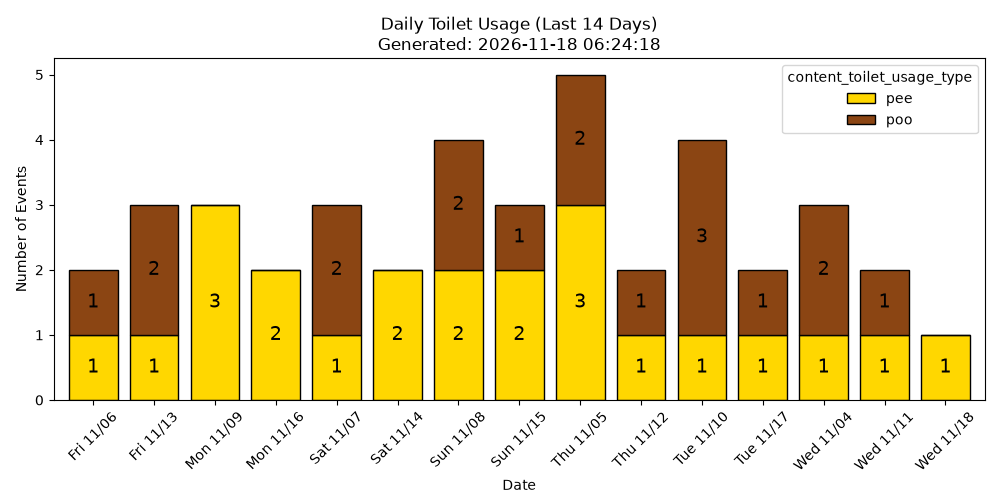 Daily Toilet Usage (Last 14 Days)
Generated: 2026-11-18 06:24:18
content_toilet_usage_type
pee
poo
Number of Events
5
4
3
2
1
0
1 2 2 2 2 1 2 1 3 1 2 1
1 1 3 2 1 2 2 2 3 1 1 1 1 1 1
Fri 11/06
Fri 11/13
Mon 11/09
Mon 11/16
Sat 11/07
Sat 11/14
Sun 11/08
Sun 11/15
Thu 11/05
Thu 11/12
Tue 11/10
Tue 11/17
Wed 11/04
Wed 11/11
Wed 11/18
Date